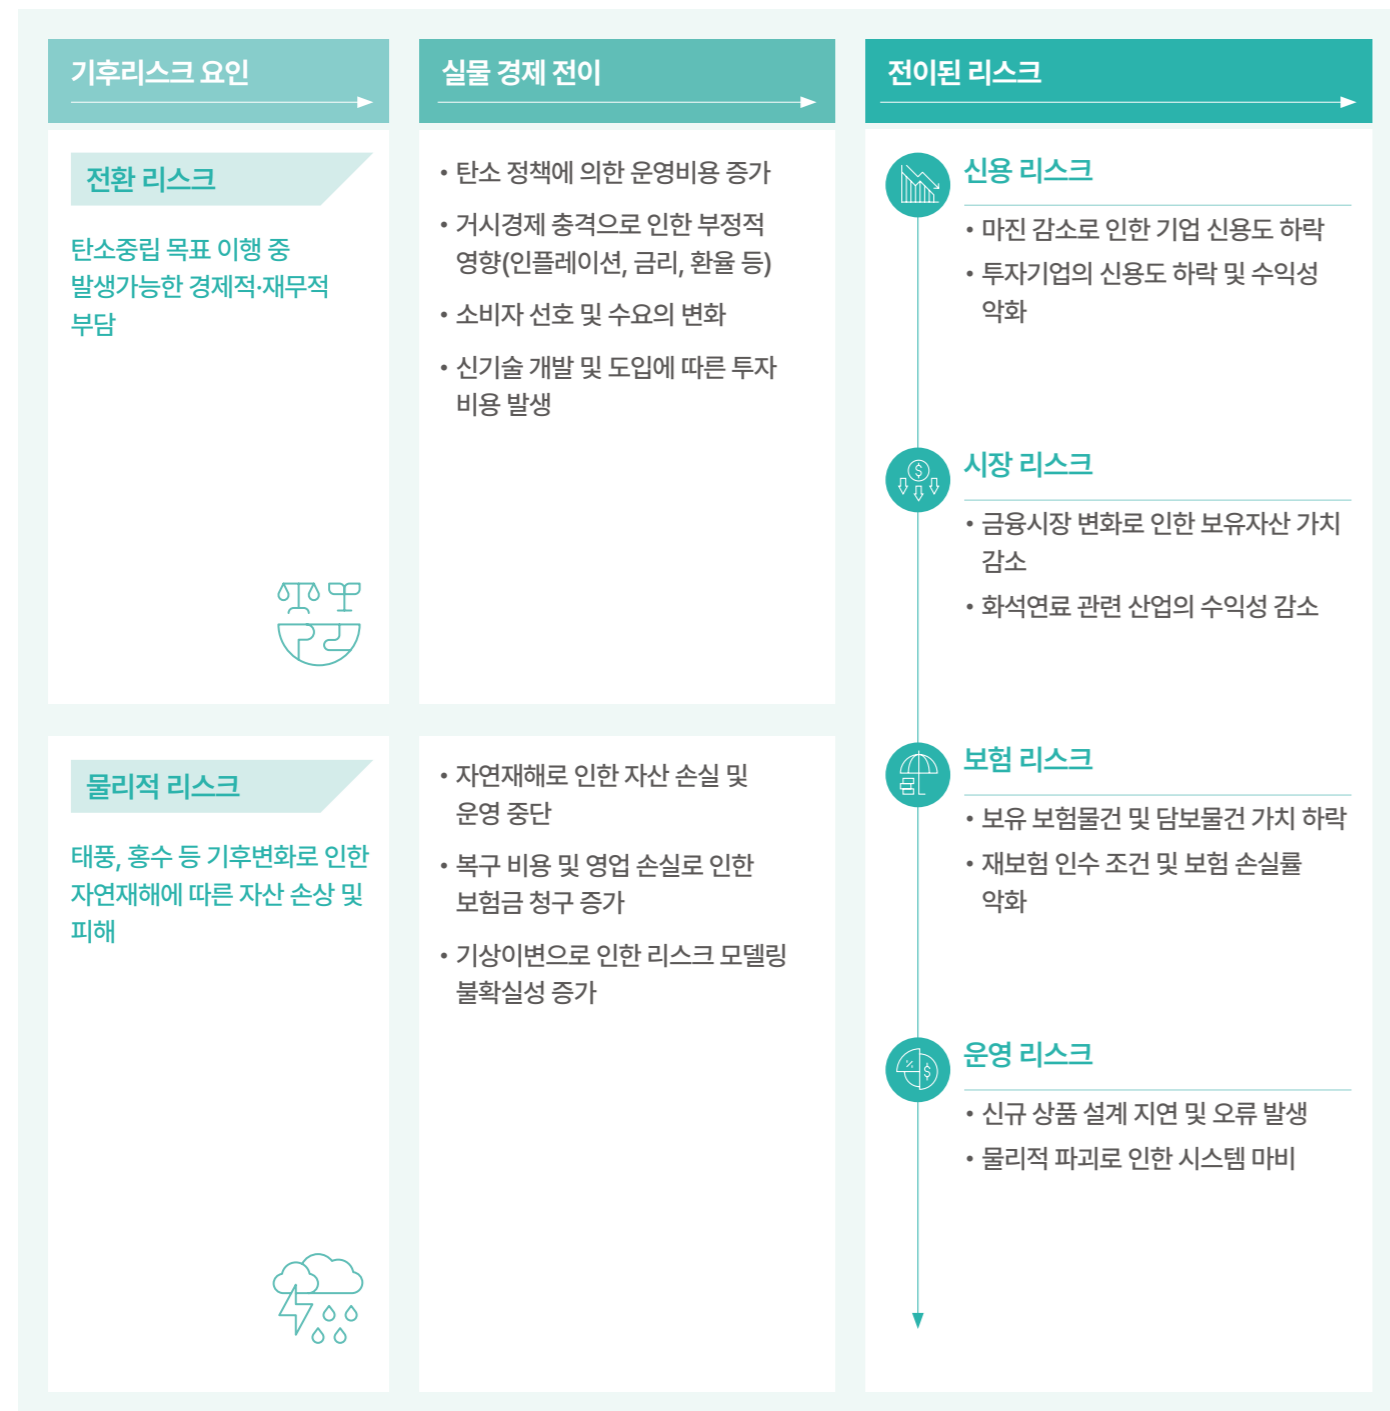 기후리스크 요인
실물 경제 전이
전이된 리스크
전환 리스크
탄소중립 목표 이행 중
발생가능한 경제적·재무적
부담
• 탄소 정책에 의한 운영비용 증가
• 거시경제 충격으로 인한 부정적
영향(인플레이션, 금리, 환율 등)
• 소비자 선호 및 수요의 변화
• 신기술 개발 및 도입에 따른 투자
비용 발생
물리적 리스크
태풍, 홍수 등 기후변화로 인한
자연재해에 따른 자산 손상 및
피해
• 자연재해로 인한 자산 손실 및
운영 중단
• 복구 비용 및 영업 손실로 인한
보험금 청구 증가
• 기상이변으로 인한 리스크 모델링
불확실성 증가
신용 리스크
• 마진 감소로 인한 기업 신용도 하락
• 투자기업의 신용도 하락 및 수익성
악화
$
시장 리스크
• 금융시장 변화로 인한 보유자산 가치
감소
• 화석연료 관련 산업의 수익성 감소
보험 리스크
• 보유 보험물건 및 담보물건 가치 하락
• 재보험 인수 조건 및 보험 손실률
악화
% $
운영 리스크
• 신규 상품 설계 지연 및 오류 발생
• 물리적 파괴로 인한 시스템 마비